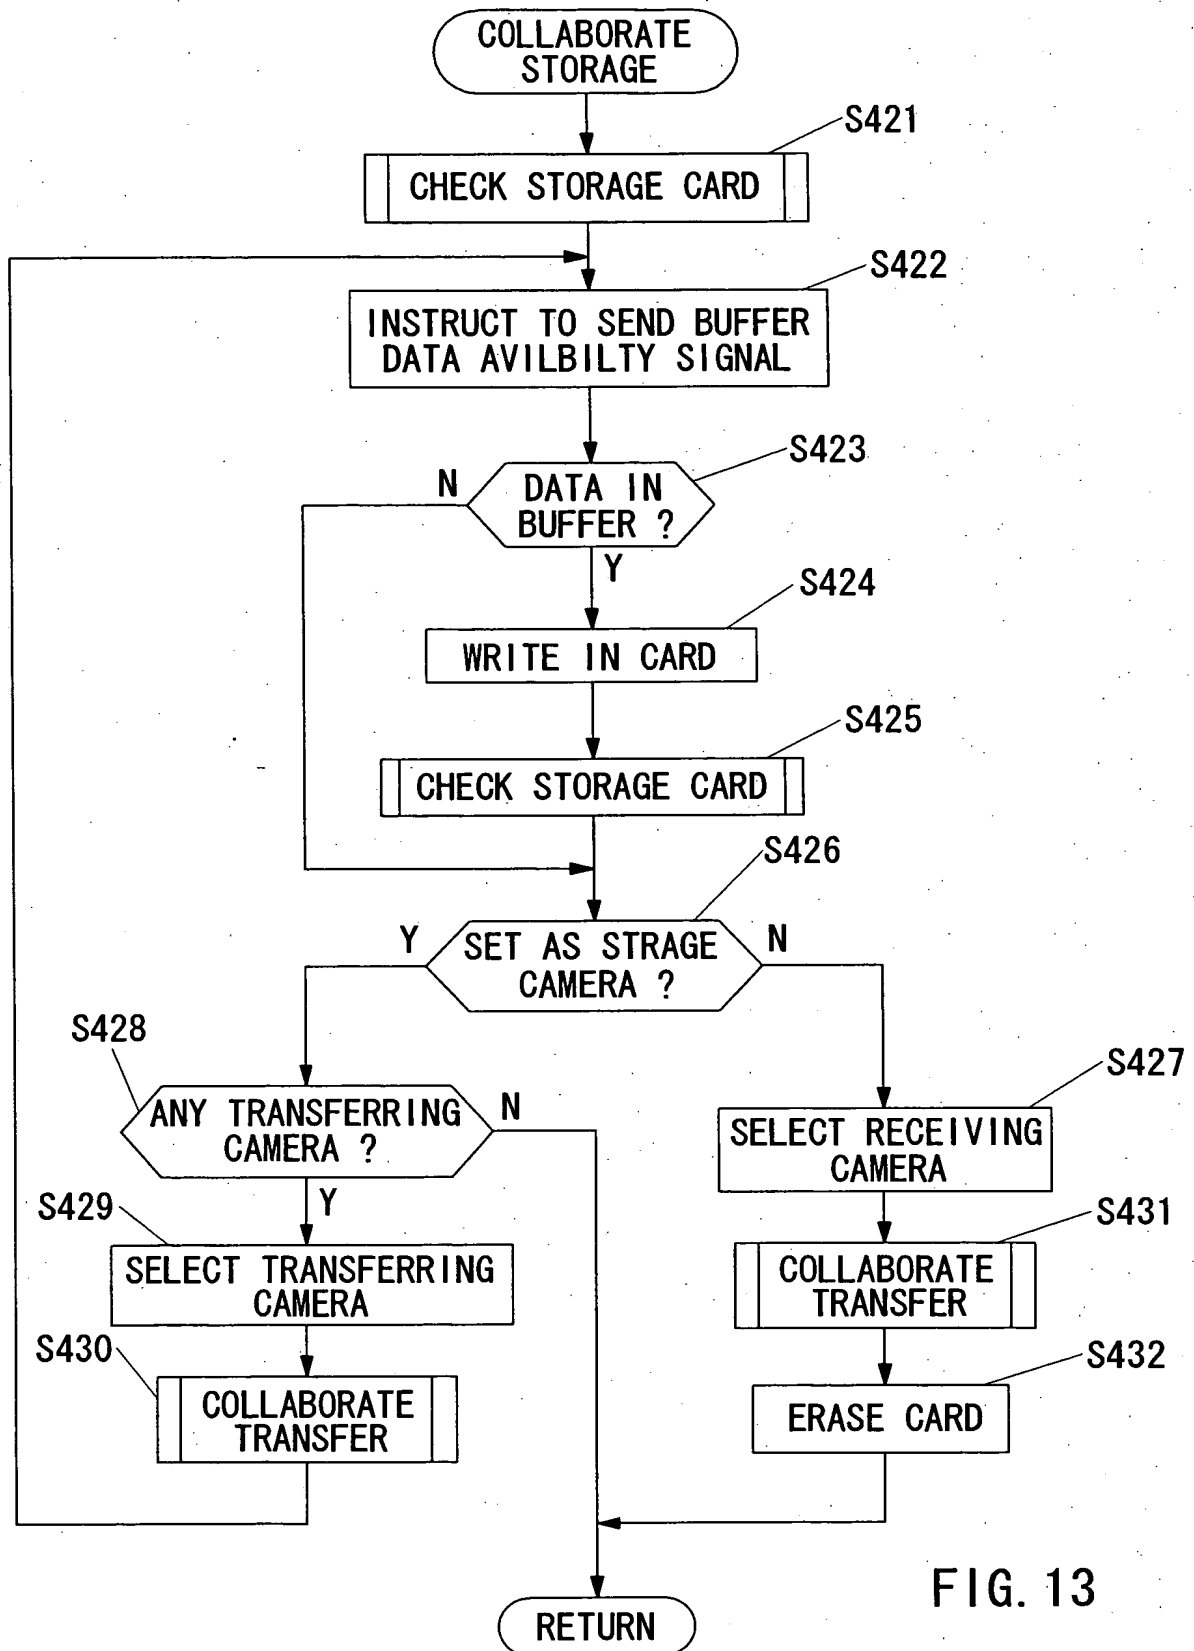 COLLABORATE
STORAGE
S421
CHECK STORAGE CARD
S422
INSTRUCT TO SEND BUFFER
DATA AVILBILTY SIGNAL
S423
N
DATA IN
BUFFER ?
Y
S424
WRITE IN CARD
S425
CHECK STORAGE CARD
S426
Y
SET AS STRAGE
CAMERA ?
N
S428
ANY TRANSFERRING
CAMERA ?
N
Y
S427
SELECT RECEIVING
CAMERA
S429
SELECT TRANSFERRING
CAMERA
S431
COLLABORATE
TRANSFER
S430
COLLABORATE
TRANSFER
S432
ERASE CARD
RETURN
FIG. 13